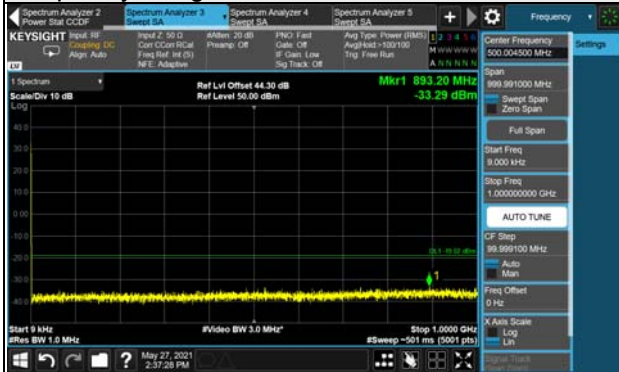 Spectrum Analyzer 2
Power Stat CCDF
Spectrum Analyzer 3
Swept SA
Spectrum Analyzer 4
Swept SA
Spectrum Analyzer 5
Swept SA
Frequency
KEYSIGHT
Input: RF
Coupling: DC
Align: Auto
Input Z: 50 Ω
Corr CCorr RCal
Freq Ref: Int (S)
NFE: Adaptive
#Atten: 20 dB
Preamp: Off
PNO: Fast
Gate: Off
IF Gain: Low
Sig Track: Off
Avg Type: Power (RMS)
Avg|Hold:>100/100
Trig: Free Run
1 2 3 4 5 6
M W W W W W
A N N N N N
LV
1 Spectrum
Scale/Div 10 dB
Log
Ref Lvl Offset 44.30 dB
Ref Level 50.00 dBm
Mkr1 893.20 MHz
-33.29 dBm
40.0
30.0
20.0
10.0
0.00
-10.0
-20.0
-30.0
-40.0
1
Start 9 kHz
#Res BW 1.0 MHz
#Video BW 3.0 MHz*
Stop 1.0000 GHz
#Sweep ~501 ms (5001 pts)
Center Frequency
500.004500 MHz
Settings
Span
999.991000 MHz
Swept Span
Zero Span
Full Span
Start Freq
9.000 kHz
Stop Freq
1.000000000 GHz
AUTO TUNE
CF Step
99.999100 MHz
Auto
Man
Freq Offset
0 Hz
X Axis Scale
Log
Lin
Signal Track
May 27, 2021
2:37:28 PM